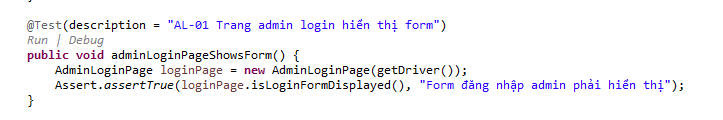 @Test(description = "AL-01 Trang admin login hiển thị form")
Run | Debug
public void adminLoginPageShowsForm() {
AdminLoginPage loginPage = new AdminLoginPage(getDriver());
Assert.assertTrue(loginPage.isLoginFormDisplayed(), "Form đăng nhập admin phải hiển thị");
}